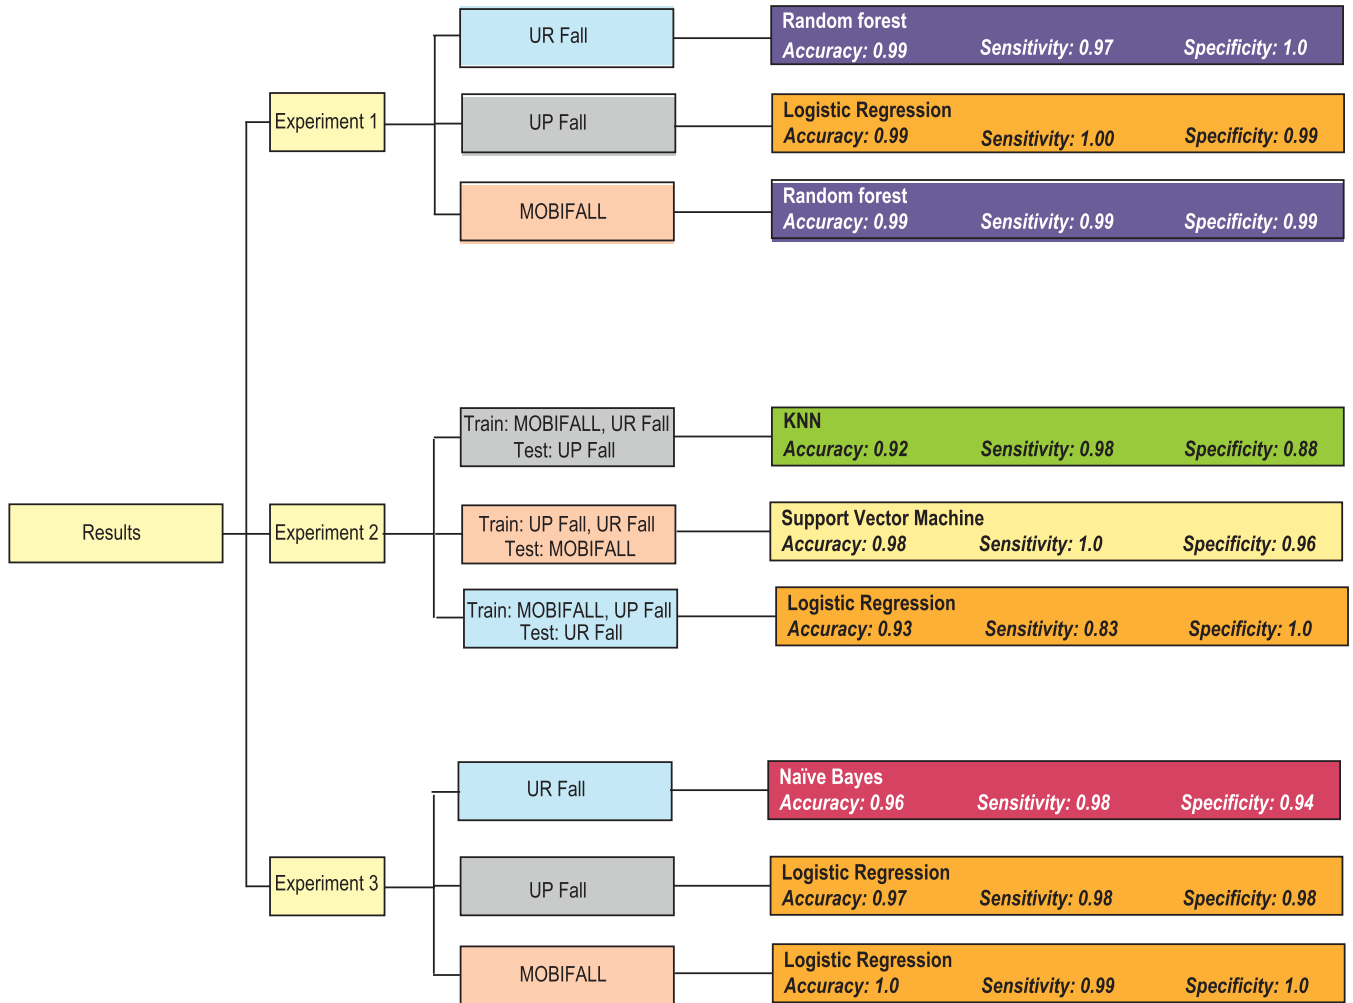 Results
Experiment 1
UR Fall
Random forest
Accuracy: 0.99 Sensitivity: 0.97 Specificity: 1.0
UP Fall
Logistic Regression
Accuracy: 0.99 Sensitivity: 1.00 Specificity: 0.99
MOBIFALL
Random forest
Accuracy: 0.99 Sensitivity: 0.99 Specificity: 0.99
Experiment 2
Train: MOBIFALL, UR Fall
Test: UP Fall
KNN
Accuracy: 0.92 Sensitivity: 0.98 Specificity: 0.88
Train: UP Fall, UR Fall
Test: MOBIFALL
Support Vector Machine
Accuracy: 0.98 Sensitivity: 1.0 Specificity: 0.96
Train: MOBIFALL, UP Fall
Test: UR Fall
Logistic Regression
Accuracy: 0.93 Sensitivity: 0.83 Specificity: 1.0
Experiment 3
UR Fall
Naïve Bayes
Accuracy: 0.96 Sensitivity: 0.98 Specificity: 0.94
UP Fall
Logistic Regression
Accuracy: 0.97 Sensitivity: 0.98 Specificity: 0.98
MOBIFALL
Logistic Regression
Accuracy: 1.0 Sensitivity: 0.99 Specificity: 1.0